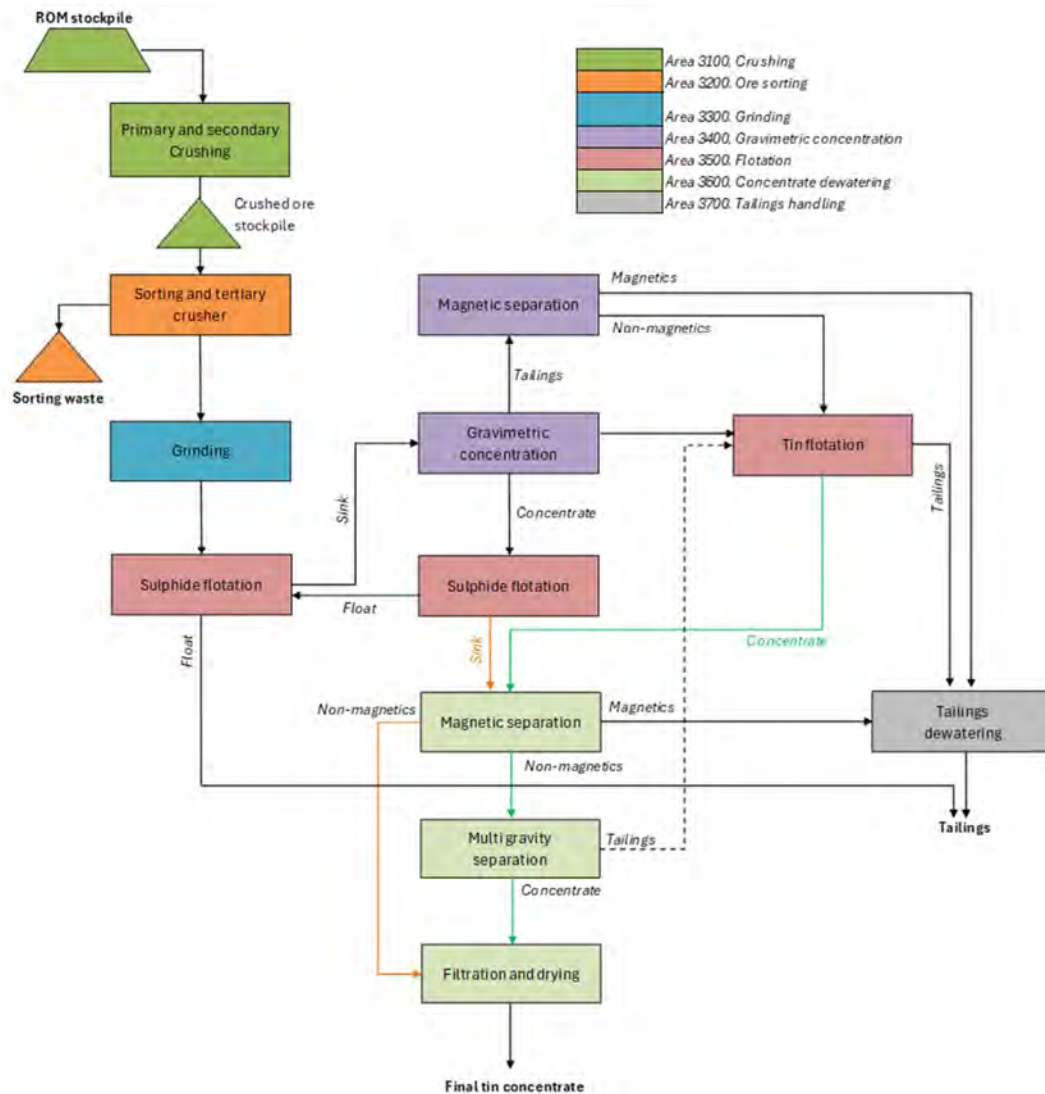 ROM stockpile
Area 3100. Crushing
Area 3200. Ore sorting
Area 3300. Grinding
Area 3400. Gravimetric concentration
Area 3500. Flotation
Area 3600. Concentrate dewatering
Area 3700. Tailings handling
Primary and secondary
Crushing
Crushed ore
stockpile
Sorting and tertiary
crusher
Sorting waste
Magnetic separation
Magnetics
Non-magnetics
Tailings
Grinding
Gravimetric
concentration
Tin flotation
Sink
Concentrate
Tailings
Sulphide flotation
Float
Sulphide flotation
Float
Sink
Concentrate
Non-magnetics
Magnetic separation
Magnetics
Tailings
dewatering
Non-magnetics
Tailings
Multi gravity
separation
Tailings
Concentrate
Filtration and drying
Final tin concentrate